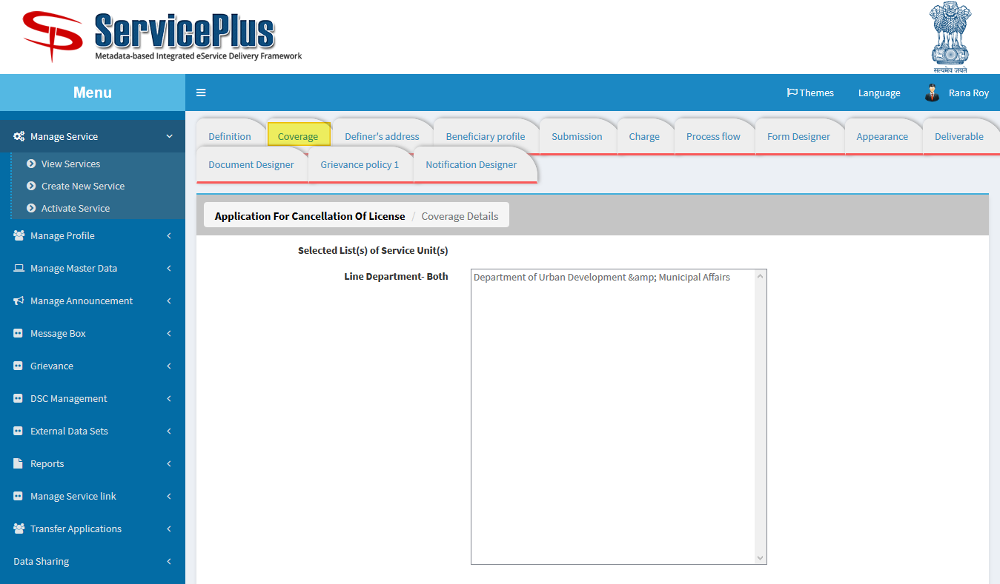 ServicePlus
Metadata-based Integrated eService Delivery Framework
सत्यमेव जयते
Menu
Themes
Language
Rana Roy
Manage Service
View Services
Create New Service
Activate Service
Manage Profile
Manage Master Data
Manage Announcement
Message Box
Grievance
DSC Management
External Data Sets
Reports
Manage Service link
Transfer Applications
Data Sharing
Definition
Coverage
Definer's address
Beneficiary profile
Submission
Charge
Process flow
Form Designer
Appearance
Deliverable
Document Designer
Grievance policy 1
Notification Designer
Application For Cancellation Of License / Coverage Details
Selected List(s) of Service Unit(s)
Line Department- Both
Department of Urban Development &amp; Municipal Affairs